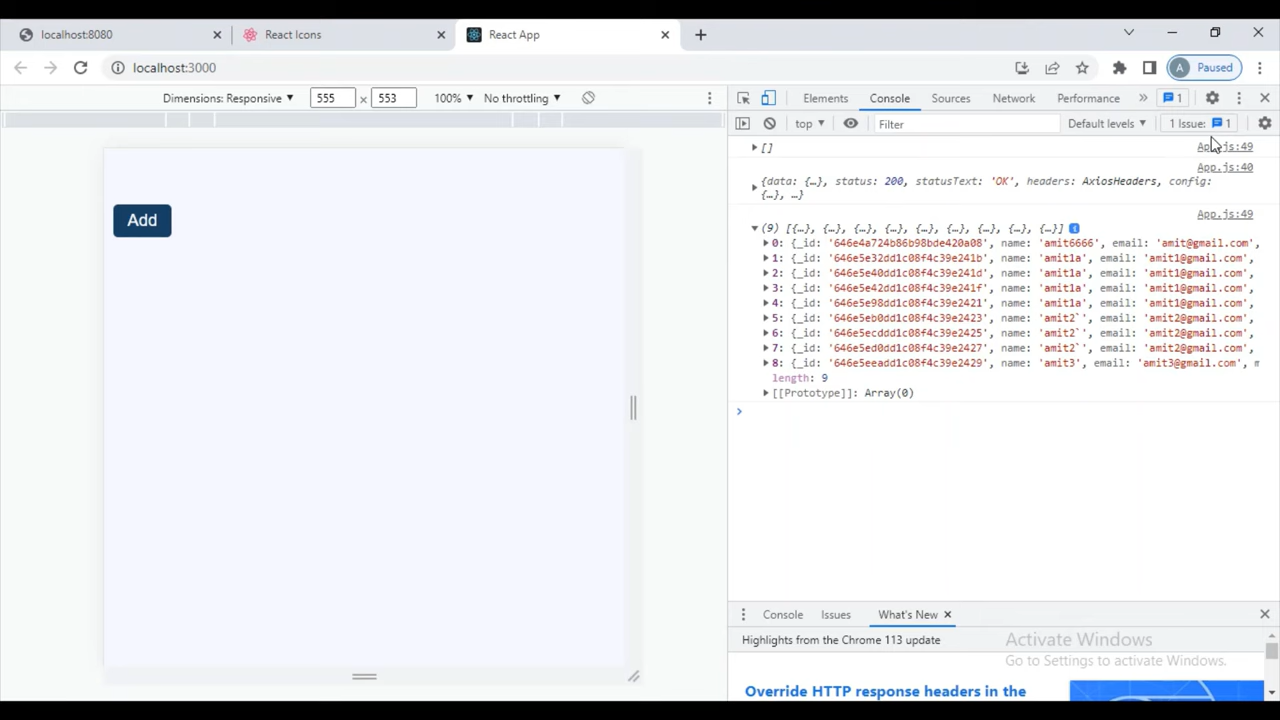 localhost:8080
React Icons
React App
localhost:3000
A Paused
Dimensions: Responsive 555 x 553 100% No throttling
Elements Console Sources Network Performance » 1
top Filter Default levels 1 Issue: 1
[] App.js:49
App.js:40
{data: {…}, status: 200, statusText: 'OK', headers: AxiosHeaders, config:
{…}, …}
App.js:49
(9) [{…}, {…}, {…}, {…}, {…}, {…}, {…}, {…}, {…}] i
0: {_id: '646e4a724b86b98bde420a08', name: 'amit6666', email: 'amit@gmail.com',
1: {_id: '646e5e32dd1c08f4c39e241b', name: 'amit1a', email: 'amit1@gmail.com',
2: {_id: '646e5e40dd1c08f4c39e241d', name: 'amit1a', email: 'amit1@gmail.com',
3: {_id: '646e5e42dd1c08f4c39e241f', name: 'amit1a', email: 'amit1@gmail.com',
4: {_id: '646e5e98dd1c08f4c39e2421', name: 'amit1a', email: 'amit1@gmail.com',
5: {_id: '646e5eb0dd1c08f4c39e2423', name: 'amit2`', email: 'amit2@gmail.com',
6: {_id: '646e5ecddd1c08f4c39e2425', name: 'amit2`', email: 'amit2@gmail.com',
7: {_id: '646e5ed0dd1c08f4c39e2427', name: 'amit2`', email: 'amit2@gmail.com',
8: {_id: '646e5eeadd1c08f4c39e2429', name: 'amit3', email: 'amit3@gmail.com', m
length: 9
[[Prototype]]: Array(0)
Add
Console Issues What's New
Highlights from the Chrome 113 update
Activate Windows
Go to Settings to activate Windows.
Override HTTP response headers in the